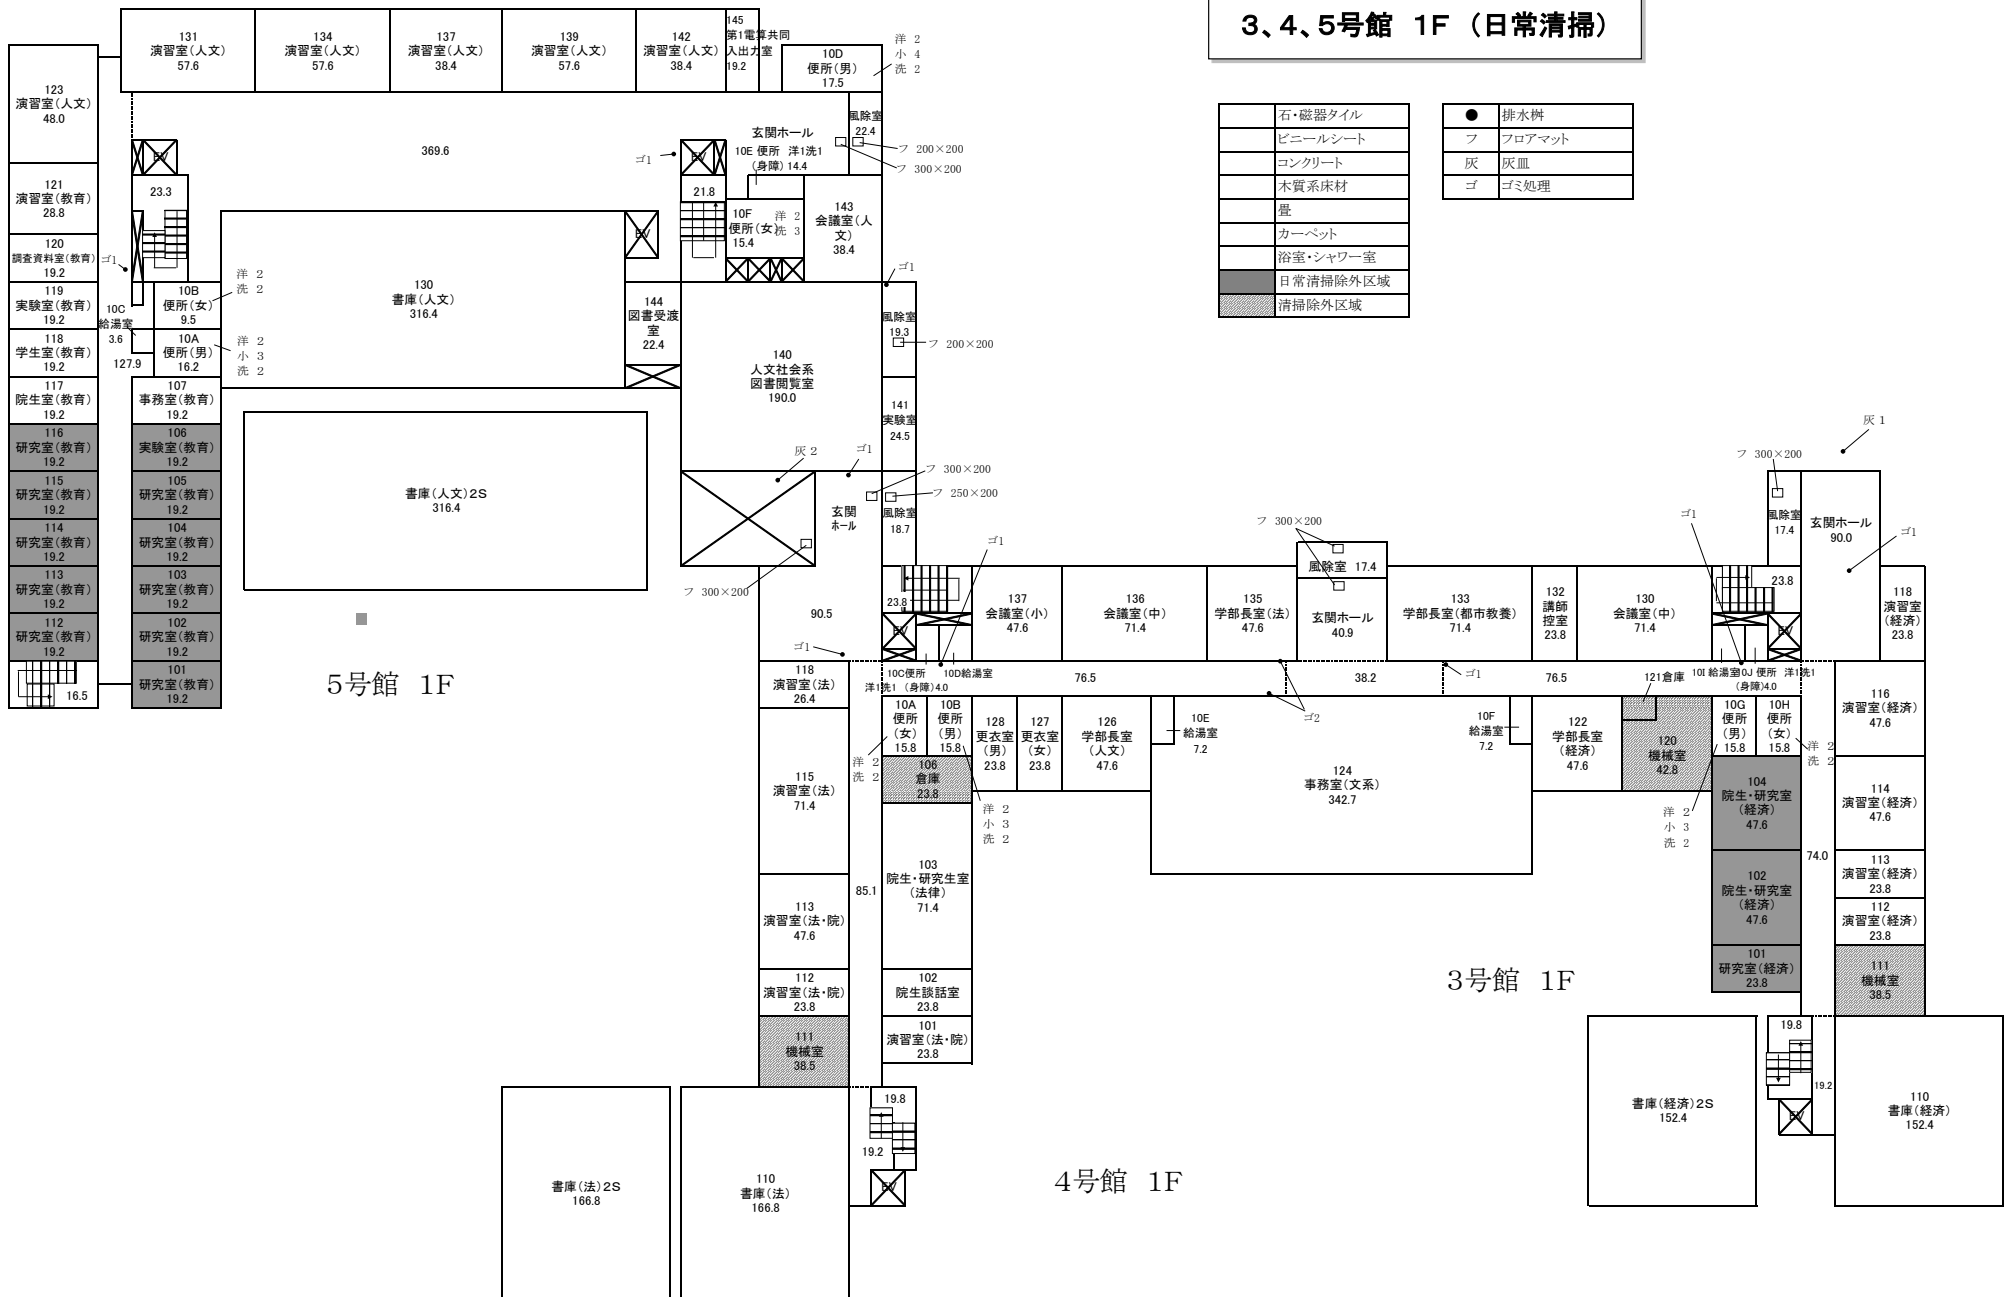 3、4、5号館 1F （日常清掃）
石・磁器タイル
ビニールシート
コンクリート
木質系床材
畳
カーペット
浴室・シャワー室
日常清掃除外区域
清掃除外区域
● 排水桝
フ フロアマット
灰 灰皿
ゴ ゴミ処理
131
演習室（人文）
57.6
134
演習室（人文）
57.6
137
演習室（人文）
38.4
139
演習室（人文）
57.6
142
演習室（人文）
38.4
145
第1電算共同
入出力室
19.2
10D
便所（男）
17.5
洋 2
小 4
洗 2
123
演習室（人文）
48.0
121
演習室（教育）
28.8
120
調査資料室（教育）
19.2
ゴ1
119
実験室（教育）
19.2
118
学生室（教育）
19.2
117
院生室（教育）
19.2
116
研究室（教育）
19.2
115
研究室（教育）
19.2
114
研究室（教育）
19.2
113
研究室（教育）
19.2
112
研究室（教育）
19.2
16.5
EV
23.3
369.6
10C
給湯室
3.6
127.9
10B
便所（女）
9.5
洋 2
洗 2
10A
便所（男）
16.2
洋 2
小 3
洗 2
107
事務室（教育）
19.2
106
実験室（教育）
19.2
105
研究室（教育）
19.2
104
研究室（教育）
19.2
103
研究室（教育）
19.2
102
研究室（教育）
19.2
101
研究室（教育）
19.2
130
書庫（人文）
316.4
書庫（人文）2S
316.4
5号館 1F
ゴ1
EV
21.8
EV
玄関ホール
風除室
22.4
フ 200×200
フ 300×200
10E 便所 洋1洗1
（身障）14.4
10F
便所（女）
15.4
洋 2
洗 3
143
会議室（人
文）
38.4
ゴ1
144
図書受渡
室
22.4
140
人文社会系
図書閲覧室
190.0
風除室
19.3
フ 200×200
141
実験室
24.5
灰 2
ゴ1
フ 300×200
フ 250×200
玄関
ホール
風除室
18.7
フ 300×200
90.5
ゴ1
23.8
EV
ゴ1
137
会議室（小）
47.6
136
会議室（中）
71.4
135
学部長室（法）
47.6
フ 300×200
風除室 17.4
玄関ホール
40.9
133
学部長室（都市教養）
71.4
132
講師
控室
23.8
130
会議室（中）
71.4
ゴ1
23.8
EV
フ 300×200
風除室
17.4
灰 1
玄関ホール
90.0
ゴ1
118
演習室
（経済）
23.8
118
演習室（法）
26.4
10C便所
洋1洗1 （身障）4.0
10D給湯室
76.5
38.2
ゴ1
76.5
121倉庫
10I 給湯室
10J 便所 洋1洗1
（身障）4.0
ゴ2
10A
便所
（女）
15.8
10B
便所
（男）
15.8
洋 2
洗 2
洋 2
小 3
洗 2
106
倉庫
23.8
128
更衣室
（男）
23.8
127
更衣室
（女）
23.8
126
学部長室
（人文）
47.6
10E
給湯室
7.2
10F
給湯室
7.2
124
事務室（文系）
342.7
122
学部長室
（経済）
47.6
120
機械室
42.8
10G
便所
（男）
15.8
10H
便所
（女）
15.8
洋 2
洗 2
洋 2
小 3
洗 2
116
演習室（経済）
47.6
114
演習室（経済）
47.6
113
演習室（経済）
23.8
112
演習室（経済）
23.8
111
機械室
38.5
104
院生・研究室
（経済）
47.6
102
院生・研究室
（経済）
47.6
101
研究室（経済）
23.8
74.0
115
演習室（法）
71.4
113
演習室（法・院）
47.6
112
演習室（法・院）
23.8
111
機械室
38.5
85.1
103
院生・研究生室
（法律）
71.4
102
院生談話室
23.8
101
演習室（法・院）
23.8
3号館 1F
19.8
19.2
EV
書庫（経済）2S
152.4
110
書庫（経済）
152.4
書庫（法）2S
166.8
110
書庫（法）
166.8
19.8
19.2
EV
4号館 1F